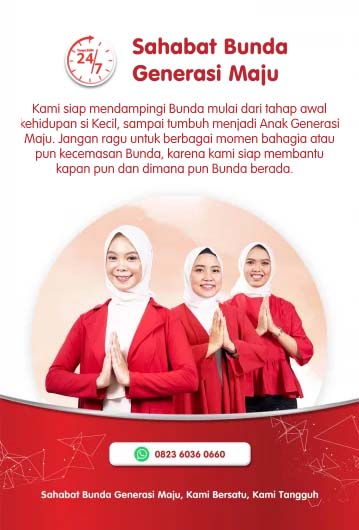 24/7
Sahabat Bunda
Generasi Maju
Kami siap mendampingi Bunda mulai dari tahap awal
kehidupan si Kecil, sampai tumbuh menjadi Anak Generasi
Maju. Jangan ragu untuk berbagai momen bahagia atau
pun kecemasan Bunda, karena kami siap membantu
kapan pun dan dimana pun Bunda berada.
0823 6036 0660
Sahabat Bunda Generasi Maju, Kami Bersatu, Kami Tangguh